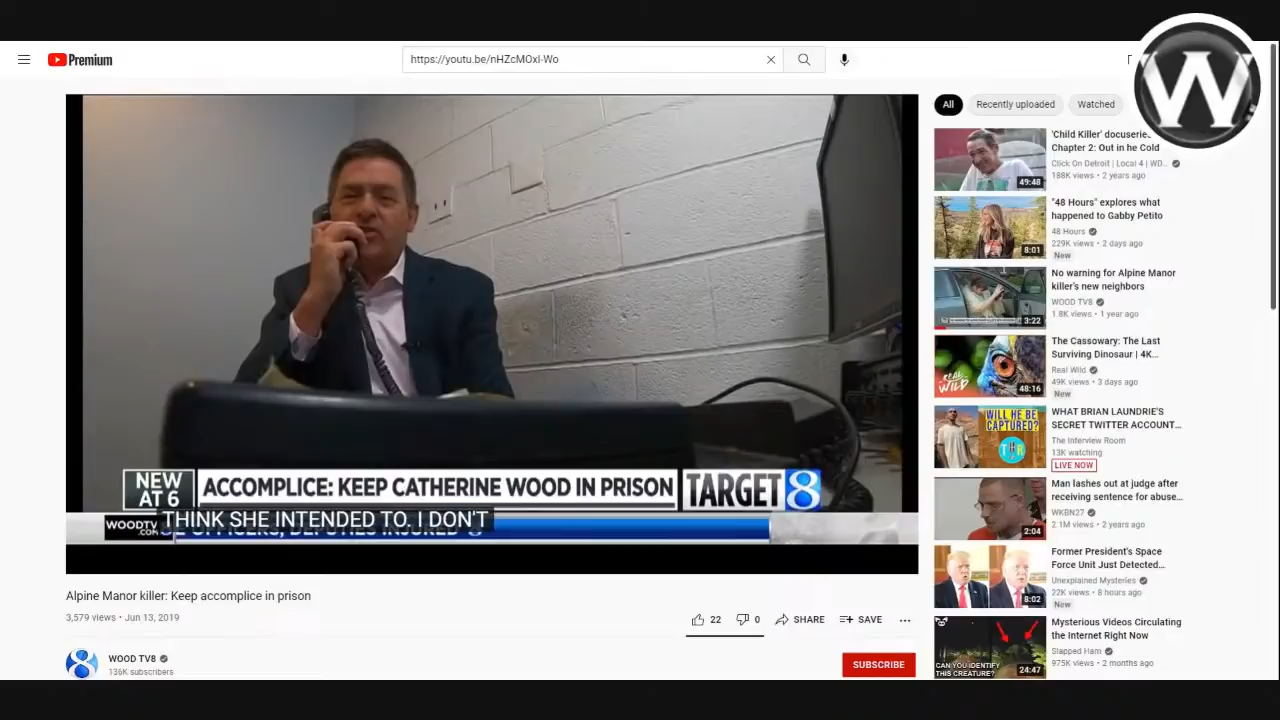 Premium
https://youtu.be/nHZcMOxI-Wo
W
NEW
AT 6
ACCOMPLICE: KEEP CATHERINE WOOD IN PRISON
TARGET 8
WOODTV
.COM
THINK SHE INTENDED TO. I DON'T
OFFICERS, DEPUTIES INJURED
Alpine Manor killer: Keep accomplice in prison
3,579 views • Jun 13, 2019
22
0
SHARE
SAVE
WOOD TV8
136K subscribers
SUBSCRIBE
All
Recently uploaded
Watched
'Child Killer' docuserie
Chapter 2: Out in he Cold
Click On Detroit | Local 4 | WD...
188K views • 2 years ago
49:48
"48 Hours" explores what
happened to Gabby Petito
48 Hours
229K views • 2 days ago
New
8:01
No warning for Alpine Manor
killer's new neighbors
WOOD TV8
1.8K views • 1 year ago
3:22
The Cassowary: The Last
Surviving Dinosaur | 4K...
Real Wild
49K views • 3 days ago
New
REAL
WILD
48:16
WHAT BRIAN LAUNDRIE'S
SECRET TWITTER ACCOUNT...
The Interview Room
13K watching
LIVE NOW
WILL HE BE
CAPTURED?
Man lashes out at judge after
receiving sentence for abuse...
WKBN27
2.1M views • 2 years ago
2:04
Former President's Space
Force Unit Just Detected...
Unexplained Mysteries
22K views • 8 hours ago
New
8:02
Mysterious Videos Circulating
the Internet Right Now
Slapped Ham
975K views • 2 months ago
CAN YOU IDENTIFY
THIS CREATURE?
24:47